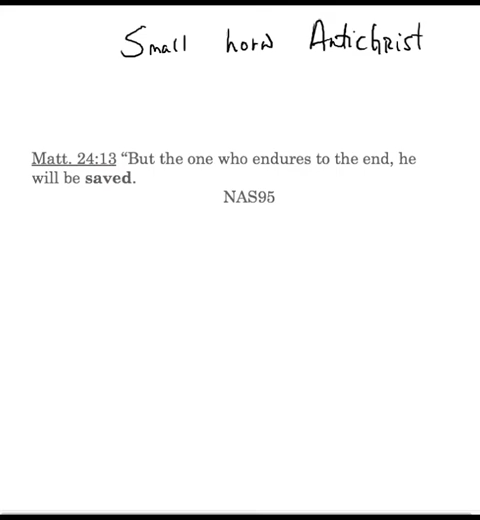 Small horn Antichrist
Matt. 24:13 “But the one who endures to the end, he
will be saved.
NAS95